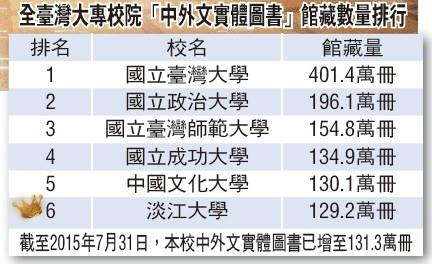 全臺灣大專校院「中外文實體圖書」館藏數量排行
排名 校名 館藏量
1 國立臺灣大學 401.4萬冊
2 國立政治大學 196.1萬冊
3 國立臺灣師範大學 154.8萬冊
4 國立成功大學 134.9萬冊
5 中國文化大學 130.1萬冊
6 淡江大學 129.2萬冊
截至2015年7月31日，本校中外文實體圖書已增至131.3萬冊